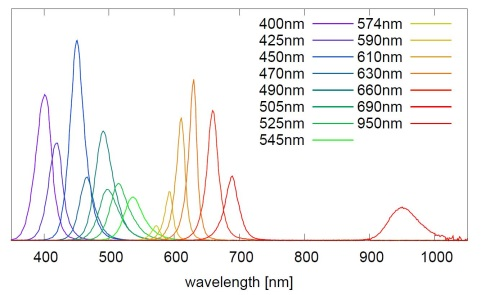 400nm 574nm
425nm 590nm
450nm 610nm
470nm 630nm
490nm 660nm
505nm 690nm
525nm 950nm
545nm
400 500 600 700 800 900 1000
wavelength [nm]